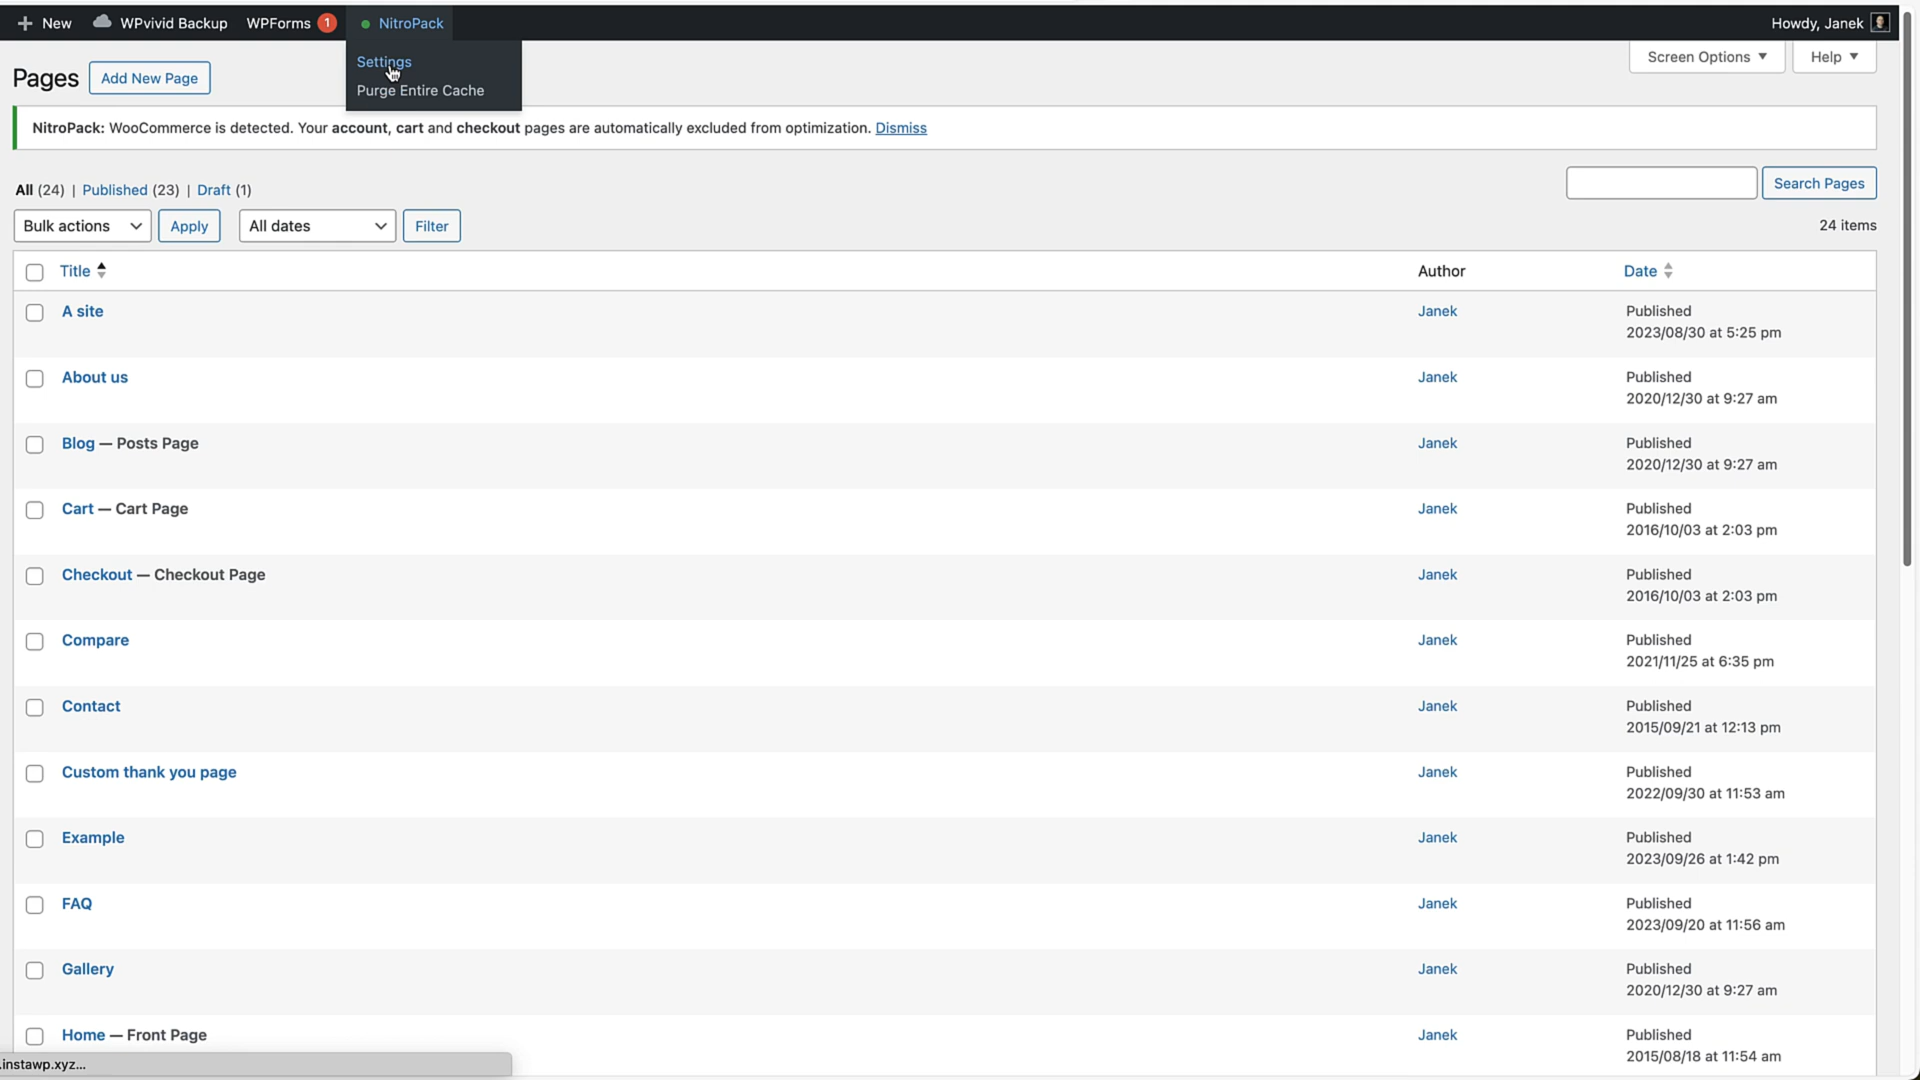 New WPvivid Backup WPForms 1 NitroPack Howdy, Janek
Settings
Purge Entire Cache
Screen Options Help
Pages Add New Page
NitroPack: WooCommerce is detected. Your account, cart and checkout pages are automatically excluded from optimization. Dismiss
All (24) | Published (23) | Draft (1)
Search Pages
Bulk actions Apply All dates Filter 24 items
Title Author Date
A site Janek Published
2023/08/30 at 5:25 pm
About us Janek Published
2020/12/30 at 9:27 am
Blog — Posts Page Janek Published
2020/12/30 at 9:27 am
Cart — Cart Page Janek Published
2016/10/03 at 2:03 pm
Checkout — Checkout Page Janek Published
2016/10/03 at 2:03 pm
Compare Janek Published
2021/11/25 at 6:35 pm
Contact Janek Published
2015/09/21 at 12:13 pm
Custom thank you page Janek Published
2022/09/30 at 11:53 am
Example Janek Published
2023/09/26 at 1:42 pm
FAQ Janek Published
2023/09/20 at 11:56 am
Gallery Janek Published
2020/12/30 at 9:27 am
Home — Front Page Janek Published
2015/08/18 at 11:54 am
.instawp.xyz...